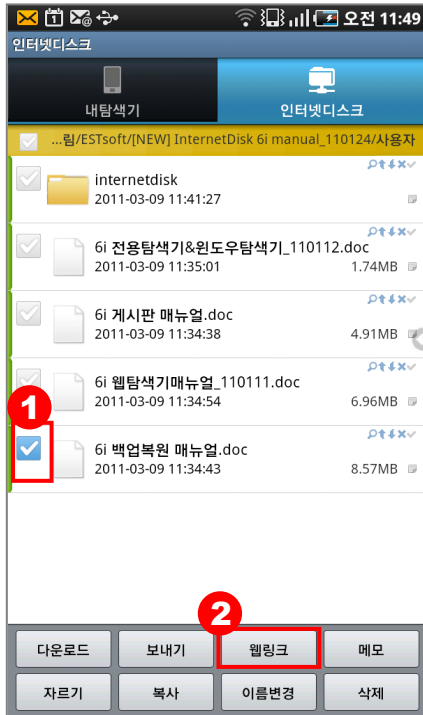 오전 11:49
인터넷디스크
내탐색기
인터넷디스크
...림/ESTsoft/[NEW] InternetDisk 6i manual_110124/사용자
internetdisk
2011-03-09 11:41:27
6i 전용탐색기&윈도우탐색기_110112.doc
2011-03-09 11:35:01 1.74MB
6i 게시판 매뉴얼.doc
2011-03-09 11:34:38 4.91MB
6i 웹탐색기매뉴얼_110111.doc
2011-03-09 11:34:54 6.96MB
1
6i 백업복원 매뉴얼.doc
2011-03-09 11:34:43 8.57MB
2
다운로드 보내기 웹링크 메모
자르기 복사 이름변경 삭제